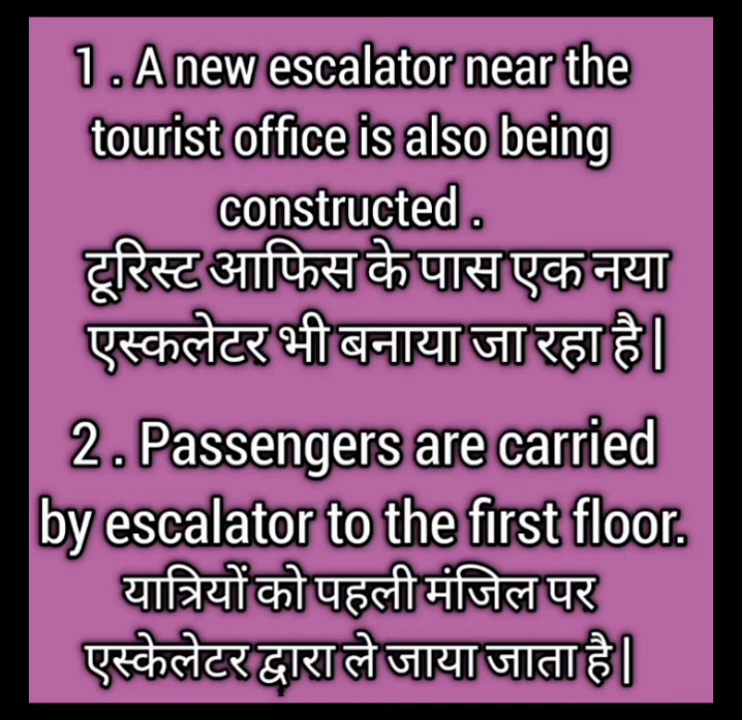 1 . A new escalator near the
tourist office is also being
constructed .
टूरिस्ट आफिस के पास एक नया
एस्कलेटर भी बनाया जा रहा है|
2 . Passengers are carried
by escalator to the first floor.
यात्रियों को पहली मंजिल पर
एस्केलेटर द्वारा ले जाया जाता है|